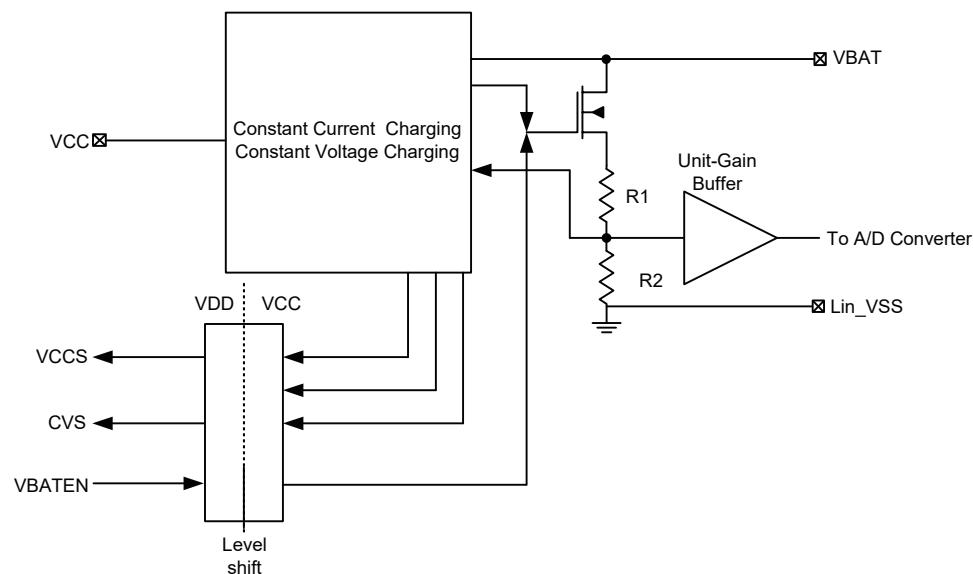 VBAT
VCC
Constant Current Charging
Constant Voltage Charging
Unit-Gain
Buffer
R1
To A/D Converter
R2
Lin_VSS
VDD
VCC
VCCS
CVS
VBATEN
Level
shift